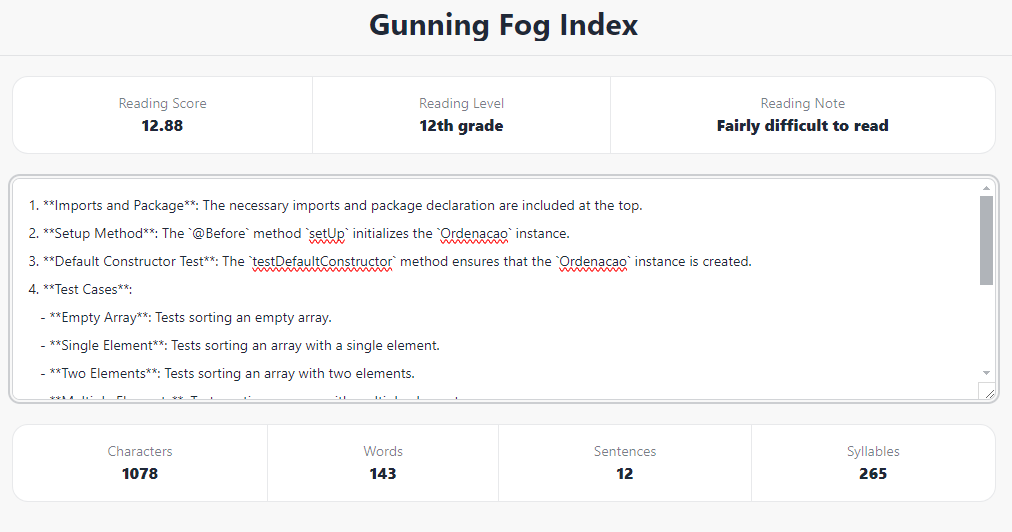 Gunning Fog Index
Reading Score
12.88
Reading Level
12th grade
Reading Note
Fairly difficult to read
1. **Imports and Package**: The necessary imports and package declaration are included at the top.
2. **Setup Method**: The `@Before` method `setUp` initializes the `Ordenacao` instance.
3. **Default Constructor Test**: The `testDefaultConstructor` method ensures that the `Ordenacao` instance is created.
4. **Test Cases**:
- **Empty Array**: Tests sorting an empty array.
- **Single Element**: Tests sorting an array with a single element.
- **Two Elements**: Tests sorting an array with two elements.
Characters
1078
Words
143
Sentences
12
Syllables
265